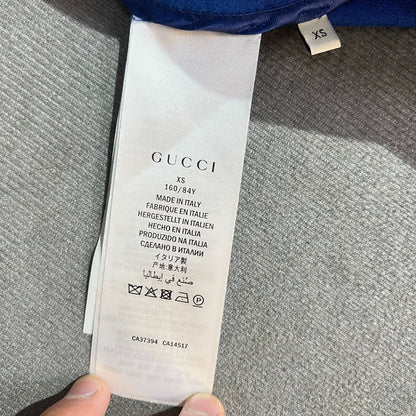 XS
GUCCI
XS
160/84Y
MADE IN ITALY
FABRIQUE EN ITALIE
HERGESTELLT IN ITALIEN
HECHO EN ITALIA
PRODUZIDO NA ITALIA
СДЕЛАНО В ИТАЛИИ
イタリア製
产地:意大利
صنع في إيطاليا
P
CA37394 CA14517